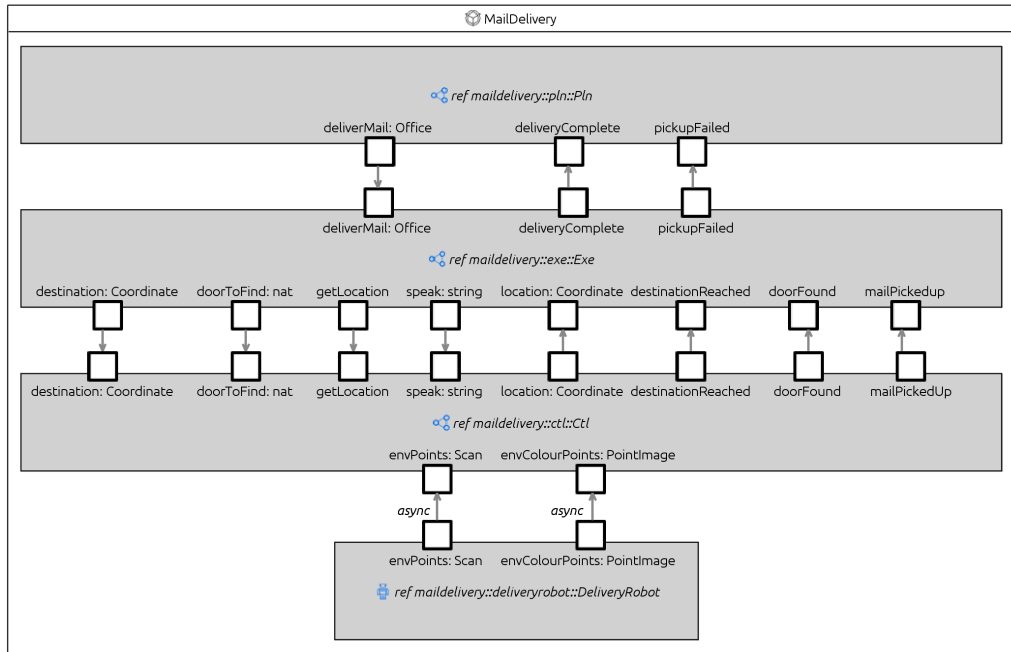 MailDelivery
ref maildelivery::pln::Pln
deliverMail: Office deliveryComplete pickupFailed
deliverMail: Office deliveryComplete pickupFailed
ref maildelivery::exe::Exe
destination: Coordinate doorToFind: nat getLocation speak: string location: Coordinate destinationReached doorFound mailPickedup
destination: Coordinate doorToFind: nat getLocation speak: string location: Coordinate destinationReached doorFound mailPickedUp
ref maildelivery::ctl::Ctl
envPoints: Scan envColourPoints: PointImage
async async
envPoints: Scan envColourPoints: PointImage
ref maildelivery::deliveryrobot::DeliveryRobot